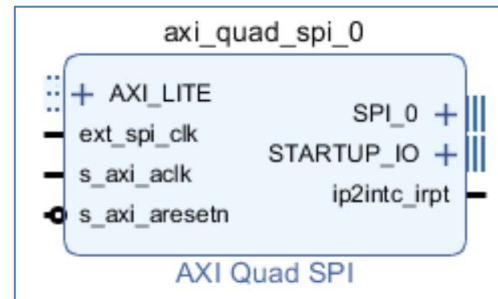 axi_quad_spi_0
AXI_LITE
ext_spi_clk
s_axi_aclk
s_axi_aresetn
SPI_0
STARTUP_IO
ip2intc_irpt
AXI Quad SPI